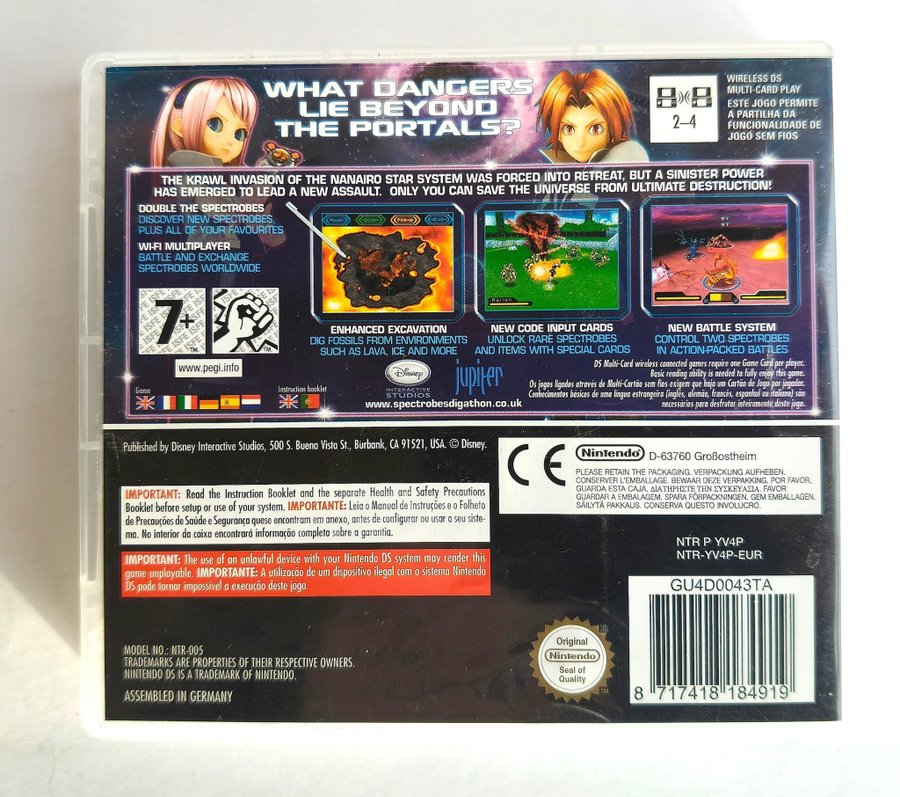 WHAT DANGERS
LIE BEYOND
THE PORTALS?
2–4
WIRELESS DS
MULTI-CARD PLAY
ESTE JOGO PERMITE
A PARTILHA DA
FUNCIONALIDADE DE
JOGO SEM FIOS
THE KRAWL INVASION OF THE NANAIRO STAR SYSTEM WAS FORCED INTO RETREAT, BUT A SINISTER POWER
HAS EMERGED TO LEAD A NEW ASSAULT. ONLY YOU CAN SAVE THE UNIVERSE FROM ULTIMATE DESTRUCTION!
DOUBLE THE SPECTROBES
DISCOVER NEW SPECTROBES,
PLUS ALL OF YOUR FAVOURITES
WI-FI MULTIPLAYER
BATTLE AND EXCHANGE
SPECTROBES WORLDWIDE
7+
www.pegi.info
ENHANCED EXCAVATION
DIG FOSSILS FROM ENVIRONMENTS
SUCH AS LAVA, ICE AND MORE
NEW CODE INPUT CARDS
UNLOCK RARE SPECTROBES
AND ITEMS WITH SPECIAL CARDS
NEW BATTLE SYSTEM
CONTROL TWO SPECTROBES
IN ACTION-PACKED BATTLES
Disney
INTERACTIVE
STUDIOS
jupiter
www.spectrobesdigathon.co.uk
DS Multi-Card wireless connected games require one Game Card per player.
Basic reading ability is needed to fully enjoy this game.
Os jogos ligados através de Multi-Cartão sem fios exigem que haja um Cartão de Jogo por jogador.
Conhecimentos básicos de uma língua estrangeira (inglês, alemão, francês, espanhol ou italiano) são
necessários para desfrutar inteiramente deste jogo.
Game
Instruction booklet
Published by Disney Interactive Studios, 500 S. Buena Vista St., Burbank, CA 91521, USA. © Disney.
CE
Nintendo
D-63760 Großostheim
PLEASE RETAIN THE PACKAGING. VERPACKUNG AUFHEBEN.
CONSERVER L'EMBALLAGE. BEWAAR DEZE VERPAKKING. POR FAVOR,
GUARDA ESTA CAJA. ΔΙΑΤΗΡΗΣΤΕ ΤΗΝ ΣΥΣΚΕΥΑΣΙΑ. FAVOR
GUARDAR A EMBALAGEM. SPARA FÖRPACKNINGEN. GEM EMBALLAGEN.
SÄILYTÄ PAKKAUS. CONSERVA QUESTO INVOLUCRO.
IMPORTANT: Read the Instruction Booklet and the separate Health and Safety Precautions
Booklet before setup or use of your system. IMPORTANTE: Leia o Manual de Instruções e o Folheto
de Precauções de Saúde e Segurança quese encontram em anexo, antes de configurar ou usar o seu siste-
ma. No interior da caixa encontrará informação completa sobre a garantia.
IMPORTANT: The use of an unlawful device with your Nintendo DS system may render this
game unplayable. IMPORTANTE: A utilização de um dispositivo ilegal com o sistema Nintendo
DS pode tornar impossível a execução deste jogo.
NTR P YV4P
NTR-YV4P-EUR
GU4D0043TA
8 717418 184919
MODEL NO.: NTR-005
TRADEMARKS ARE PROPERTIES OF THEIR RESPECTIVE OWNERS.
NINTENDO DS IS A TRADEMARK OF NINTENDO.
ASSEMBLED IN GERMANY
Original
Nintendo
Seal of
Quality